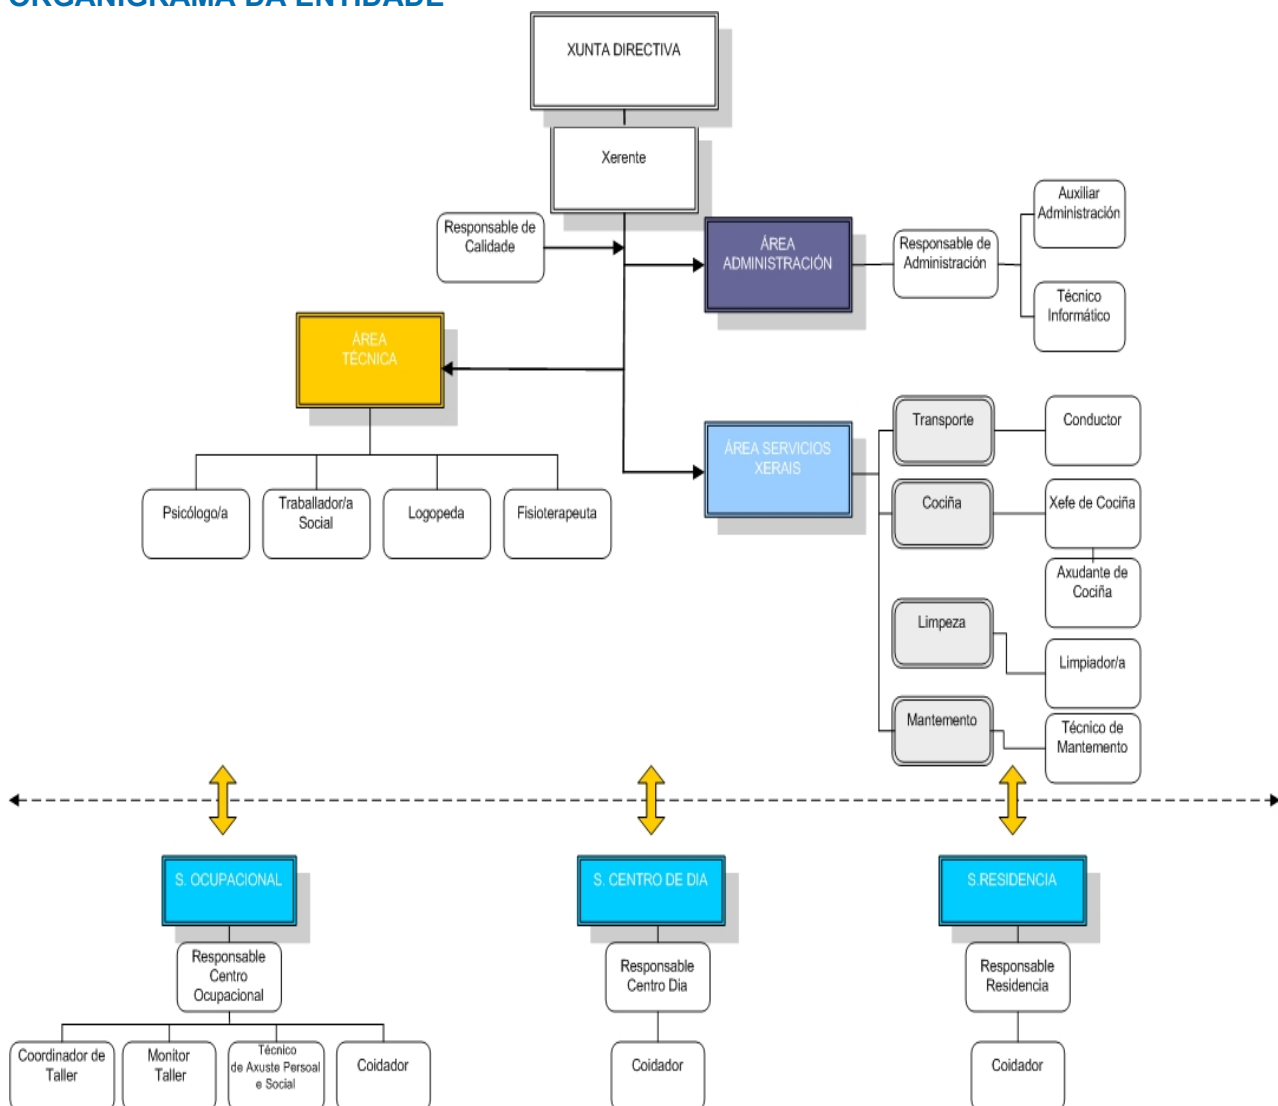 ORGANIGRAMA DA ENTIDADE
XUNTA DIRECTIVA
Xerente
Responsable de
Calidade
ÁREA
ADMINISTRACIÓN
Responsable de
Administración
Auxiliar
Administración
Técnico
Informático
ÁREA
TÉCNICA
Psicólogo/a
Traballador/a
Social
Logopeda
Fisioterapeuta
ÁREA SERVICIOS
XERAIS
Transporte
Conductor
Cociña
Xefe de Cociña
Axudante de
Cociña
Limpeza
Limpiador/a
Mantemento
Técnico de
Mantemento
S. OCUPACIONAL
Responsable
Centro
Ocupacional
Coordinador de
Taller
Monitor
Taller
Técnico
de Axuste Persoal
e Social
Coidador
S. CENTRO DE DIA
Responsable
Centro Dia
Coidador
S.RESIDENCIA
Responsable
Residencia
Coidador